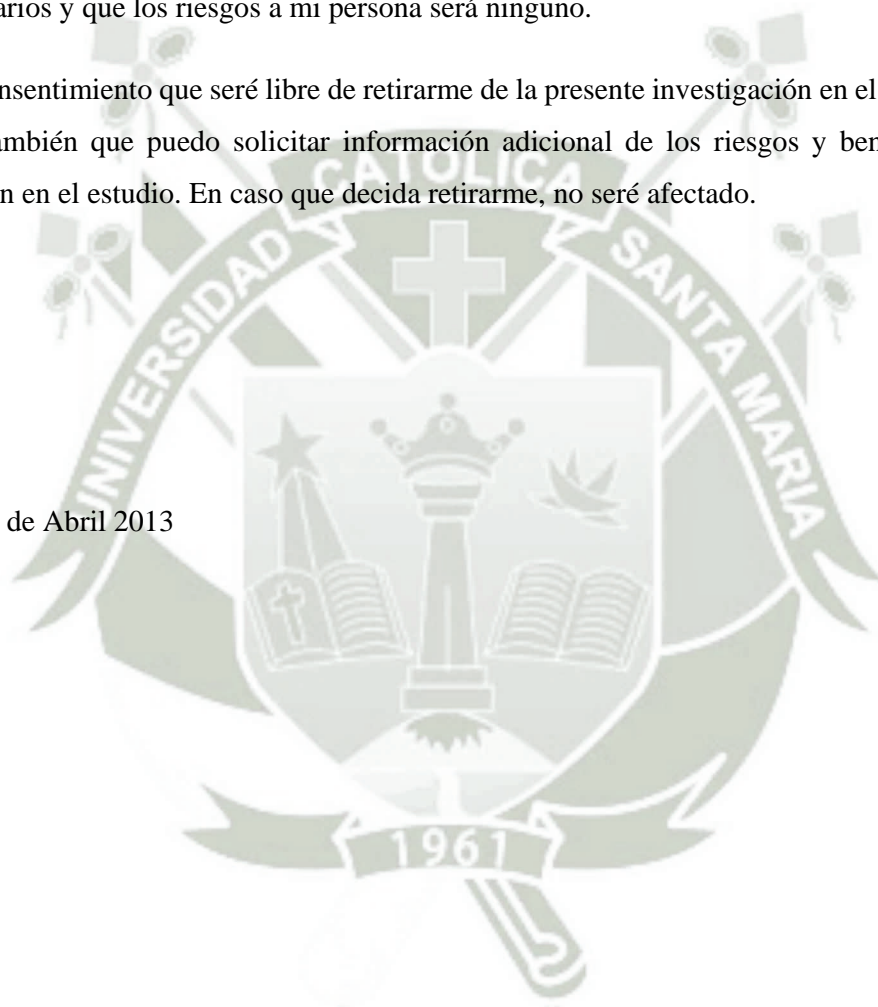 arios y que los riesgos a mi persona será ninguno.
nsentimiento que seré libre de retirarme de la presente investigación en el
ambién que puedo solicitar información adicional de los riesgos y ben
n en el estudio. En caso que decida retirarme, no seré afectado.
CATOLICA
UNIVERSIDAD
SANTA MARIA
de Abril 2013
1961